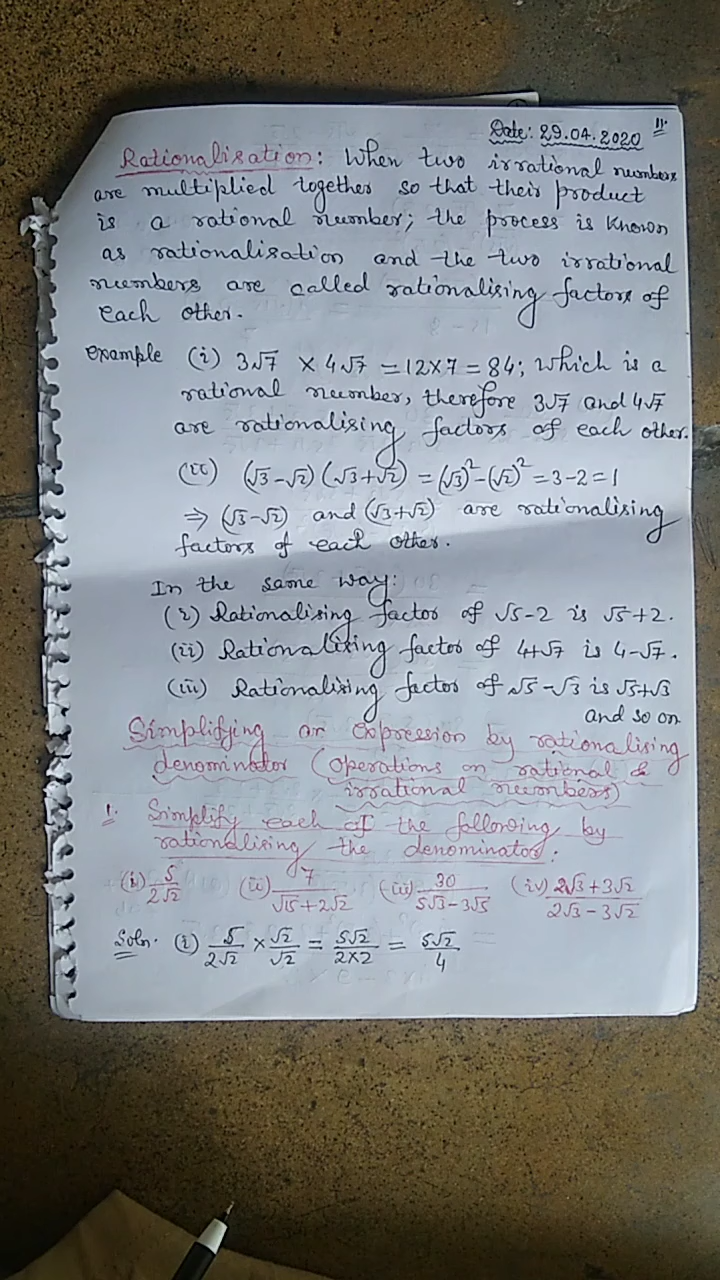 Date: 29.04.2020
Rationalisation: When two irrational numbers
are multiplied together so that their product
is a rational number; the process is known
as rationalisation and the two irrational
numbers are called rationalising factors of
each other.
example (i) 3√7 × 4√7 = 12×7 = 84; which is a
rational number, therefore 3√7 and 4√7
are rationalising factors of each other.
(ii) (√3-√2) (√3+√2) = (√3)² - (√2)² = 3-2 = 1
⇒ (√3-√2) and (√3+√2) are rationalising
factors of each other.
In the same way:
(i) Rationalising factor of √5-2 is √5+2.
(ii) Rationalising factor of 4+√7 is 4-√7.
(iii) Rationalising factor of √5-√3 is √5+√3
and so on
Simplifying an expression by rationalising
denominator (operations on rational &
irrational numbers)
1. Simplify each of the following by
rationalising the denominator:
(i) 5/2√2 (ii) 7/√15+2√2 (iii) 30/5√3-3√5 (iv) 2√3+3√2/2√3-3√2
Soln. (i) 5/2√2 × √2/√2 = 5√2/2×2 = 5√2/4